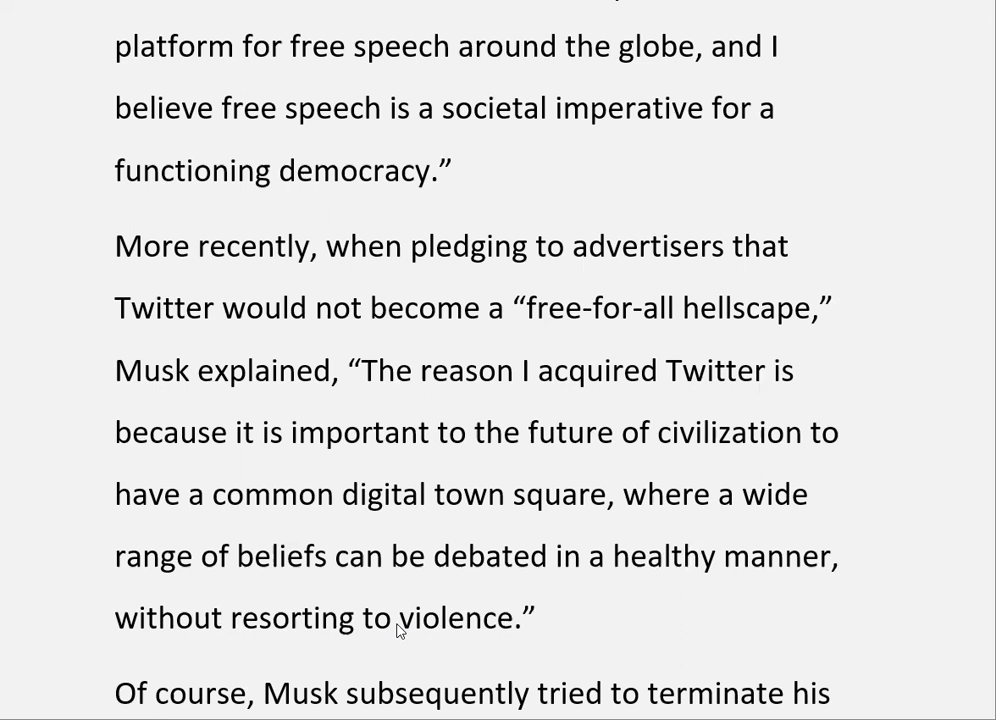 platform for free speech around the globe, and I
believe free speech is a societal imperative for a
functioning democracy.”
More recently, when pledging to advertisers that
Twitter would not become a “free-for-all hellscape,”
Musk explained, “The reason I acquired Twitter is
because it is important to the future of civilization to
have a common digital town square, where a wide
range of beliefs can be debated in a healthy manner,
without resorting to violence.”
Of course, Musk subsequently tried to terminate his